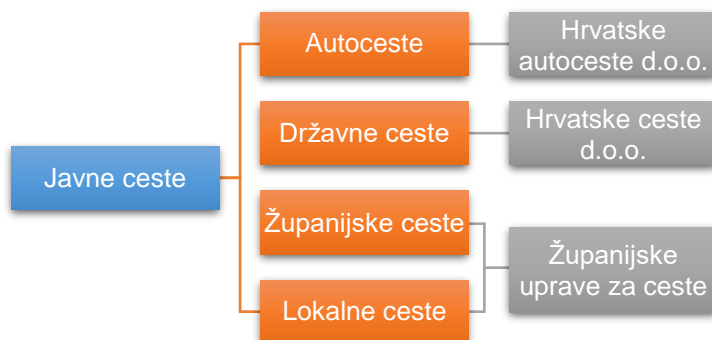 Javne ceste
Autoceste
Hrvatske
autoceste d.o.o.
Državne ceste
Hrvatske ceste
d.o.o.
Županijske ceste
Lokalne ceste
Županijske
uprave za ceste